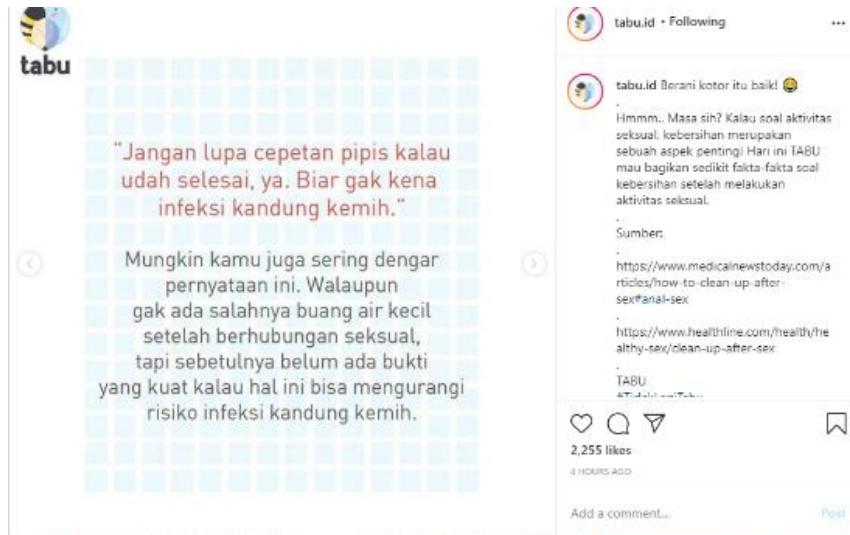 tabu
"Jangan lupa cepetan pipis kalau
udah selesai, ya. Biar gak kena
infeksi kandung kemih."
Mungkin kamu juga sering dengar
pernyataan ini. Walaupun
gak ada salahnya buang air kecil
setelah berhubungan seksual,
tapi sebetulnya belum ada bukti
yang kuat kalau hal ini bisa mengurangi
risiko infeksi kandung kemih.
tabu.id • Following
tabu.id Berani kotor itu baik! 😅
.
Hmmm.. Masa sih? Kalau soal aktivitas
seksual, kebersihan merupakan
sebuah aspek penting! Hari ini TABU
mau bagikan sedikit fakta-fakta soal
kebersihan setelah melakukan
aktivitas seksual.
.
Sumber:
.
https://www.medicalnewstoday.com/a
rticles/how-to-clean-up-after-
sex#anal-sex
.
https://www.healthline.com/health/he
althy-sex/clean-up-after-sex
.
TABU
#TidakLagiTabu
2,255 likes
4 HOURS AGO
Add a comment...
Post